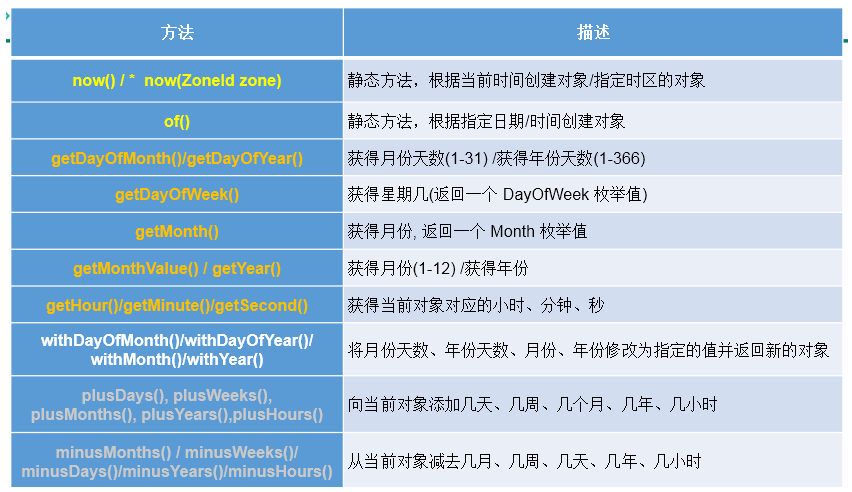 方法
描述
now() / *  now(ZoneId zone)
静态方法，根据当前时间创建对象/指定时区的对象
of()
静态方法，根据指定日期/时间创建对象
getDayOfMonth()/getDayOfYear()
获得月份天数(1-31) /获得年份天数(1-366)
getDayOfWeek()
获得星期几(返回一个 DayOfWeek 枚举值)
getMonth()
获得月份, 返回一个 Month 枚举值
getMonthValue() / getYear()
获得月份(1-12) /获得年份
getHour()/getMinute()/getSecond()
获得当前对象对应的小时、分钟、秒
withDayOfMonth()/withDayOfYear()/
withMonth()/withYear()
将月份天数、年份天数、月份、年份修改为指定的值并返回新的对象
plusDays(), plusWeeks(),
plusMonths(), plusYears(),plusHours()
向当前对象添加几天、几周、几个月、几年、几小时
minusMonths() / minusWeeks()/
minusDays()/minusYears()/minusHours()
从当前对象减去几月、几周、几天、几年、几小时